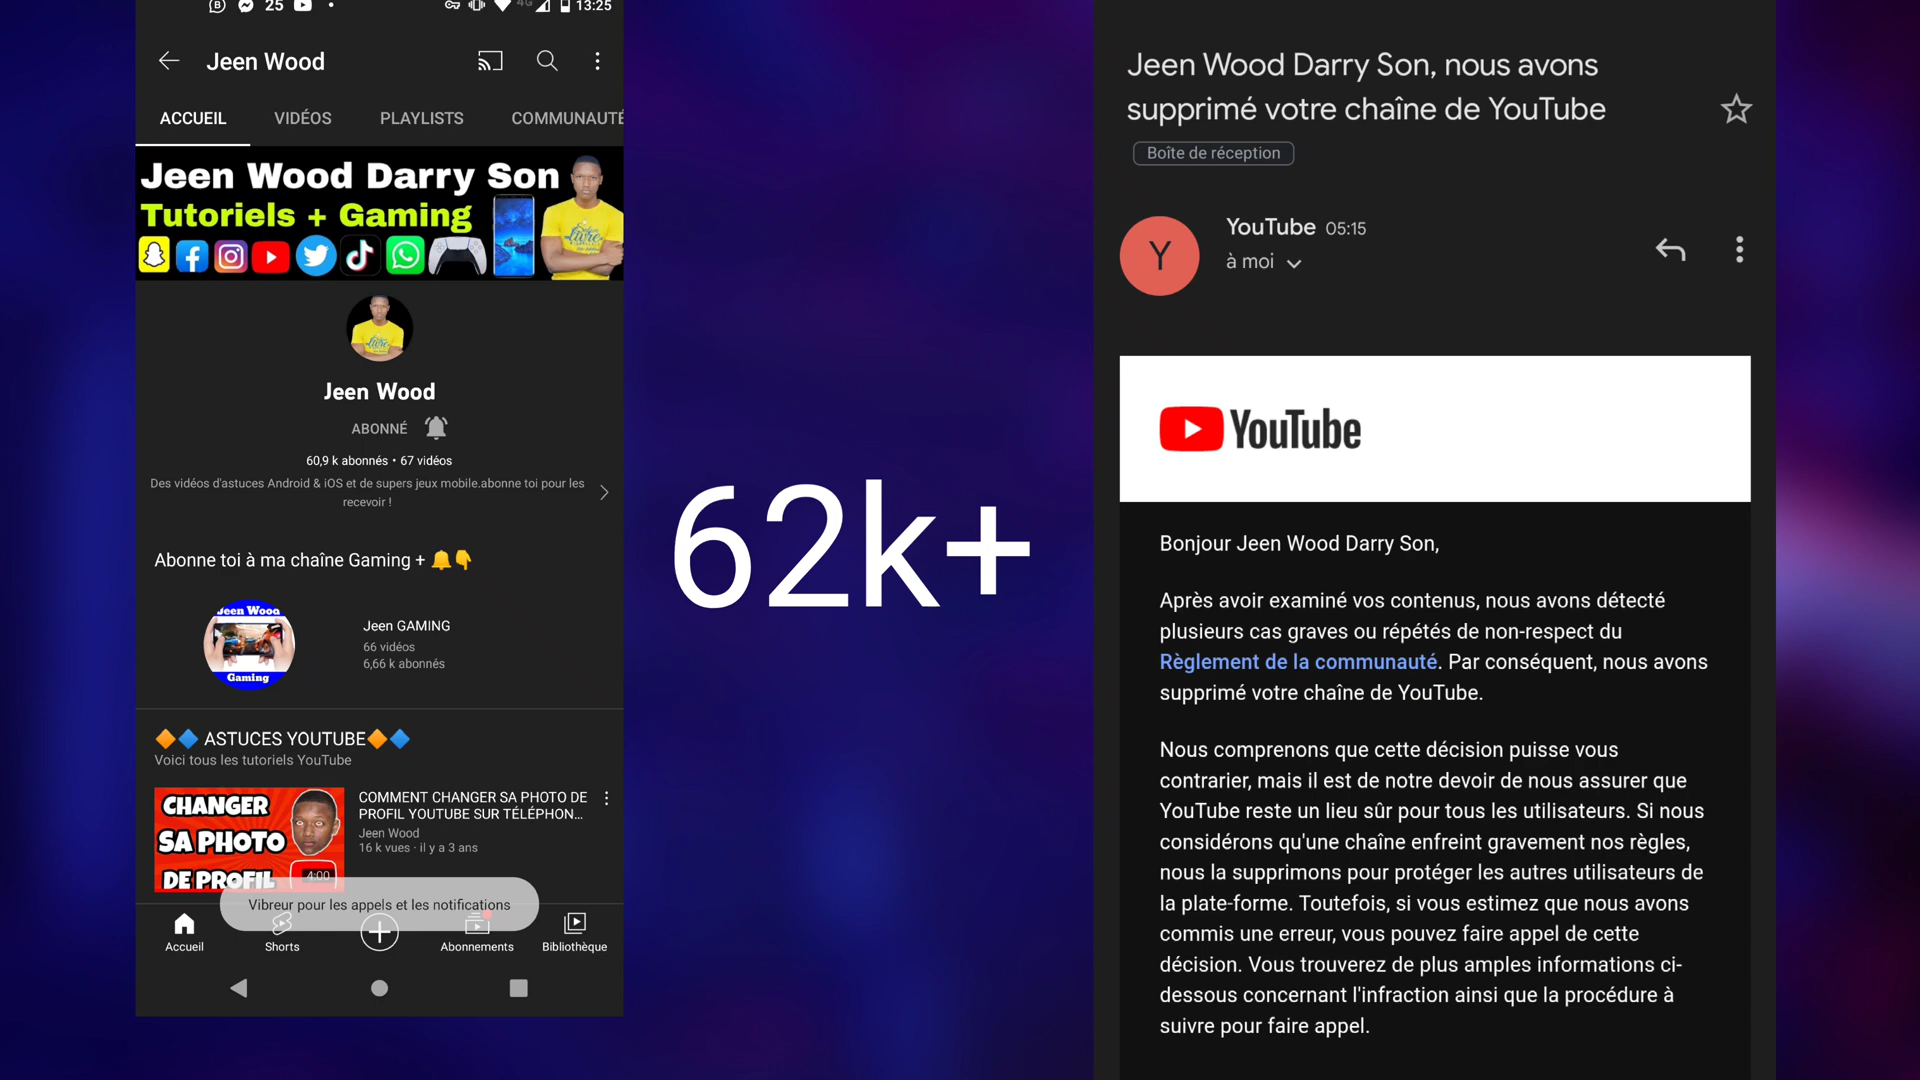 25
4G
13:25
Jeen Wood
ACCUEIL
VIDÉOS
PLAYLISTS
COMMUNAUTÉ
Jeen Wood Darry Son
Tutoriels + Gaming
Jeen Wood
ABONNÉ
60,9 k abonnés • 67 vidéos
Des vidéos d'astuces Android & iOS et de supers jeux mobile.abonne toi pour les
recevoir !
Abonne toi à ma chaîne Gaming + 🔔👇
Jeen Wood
Gaming
Jeen GAMING
66 vidéos
6,66 k abonnés
🔶🔷 ASTUCES YOUTUBE🔶🔷
Voici tous les tutoriels YouTube
CHANGER
SA PHOTO
DE PROFIL
4:00
COMMENT CHANGER SA PHOTO DE
PROFIL YOUTUBE SUR TÉLÉPHON...
Jeen Wood
16 k vues · il y a 3 ans
Vibreur pour les appels et les notifications
Accueil
Shorts
Abonnements
Bibliothèque
62k+
Jeen Wood Darry Son, nous avons
supprimé votre chaîne de YouTube
Boîte de réception
Y
YouTube 05:15
à moi
YouTube
Bonjour Jeen Wood Darry Son,
Après avoir examiné vos contenus, nous avons détecté
plusieurs cas graves ou répétés de non-respect du
Règlement de la communauté. Par conséquent, nous avons
supprimé votre chaîne de YouTube.
Nous comprenons que cette décision puisse vous
contrarier, mais il est de notre devoir de nous assurer que
YouTube reste un lieu sûr pour tous les utilisateurs. Si nous
considérons qu'une chaîne enfreint gravement nos règles,
nous la supprimons pour protéger les autres utilisateurs de
la plate-forme. Toutefois, si vous estimez que nous avons
commis une erreur, vous pouvez faire appel de cette
décision. Vous trouverez de plus amples informations ci-
dessous concernant l'infraction ainsi que la procédure à
suivre pour faire appel.